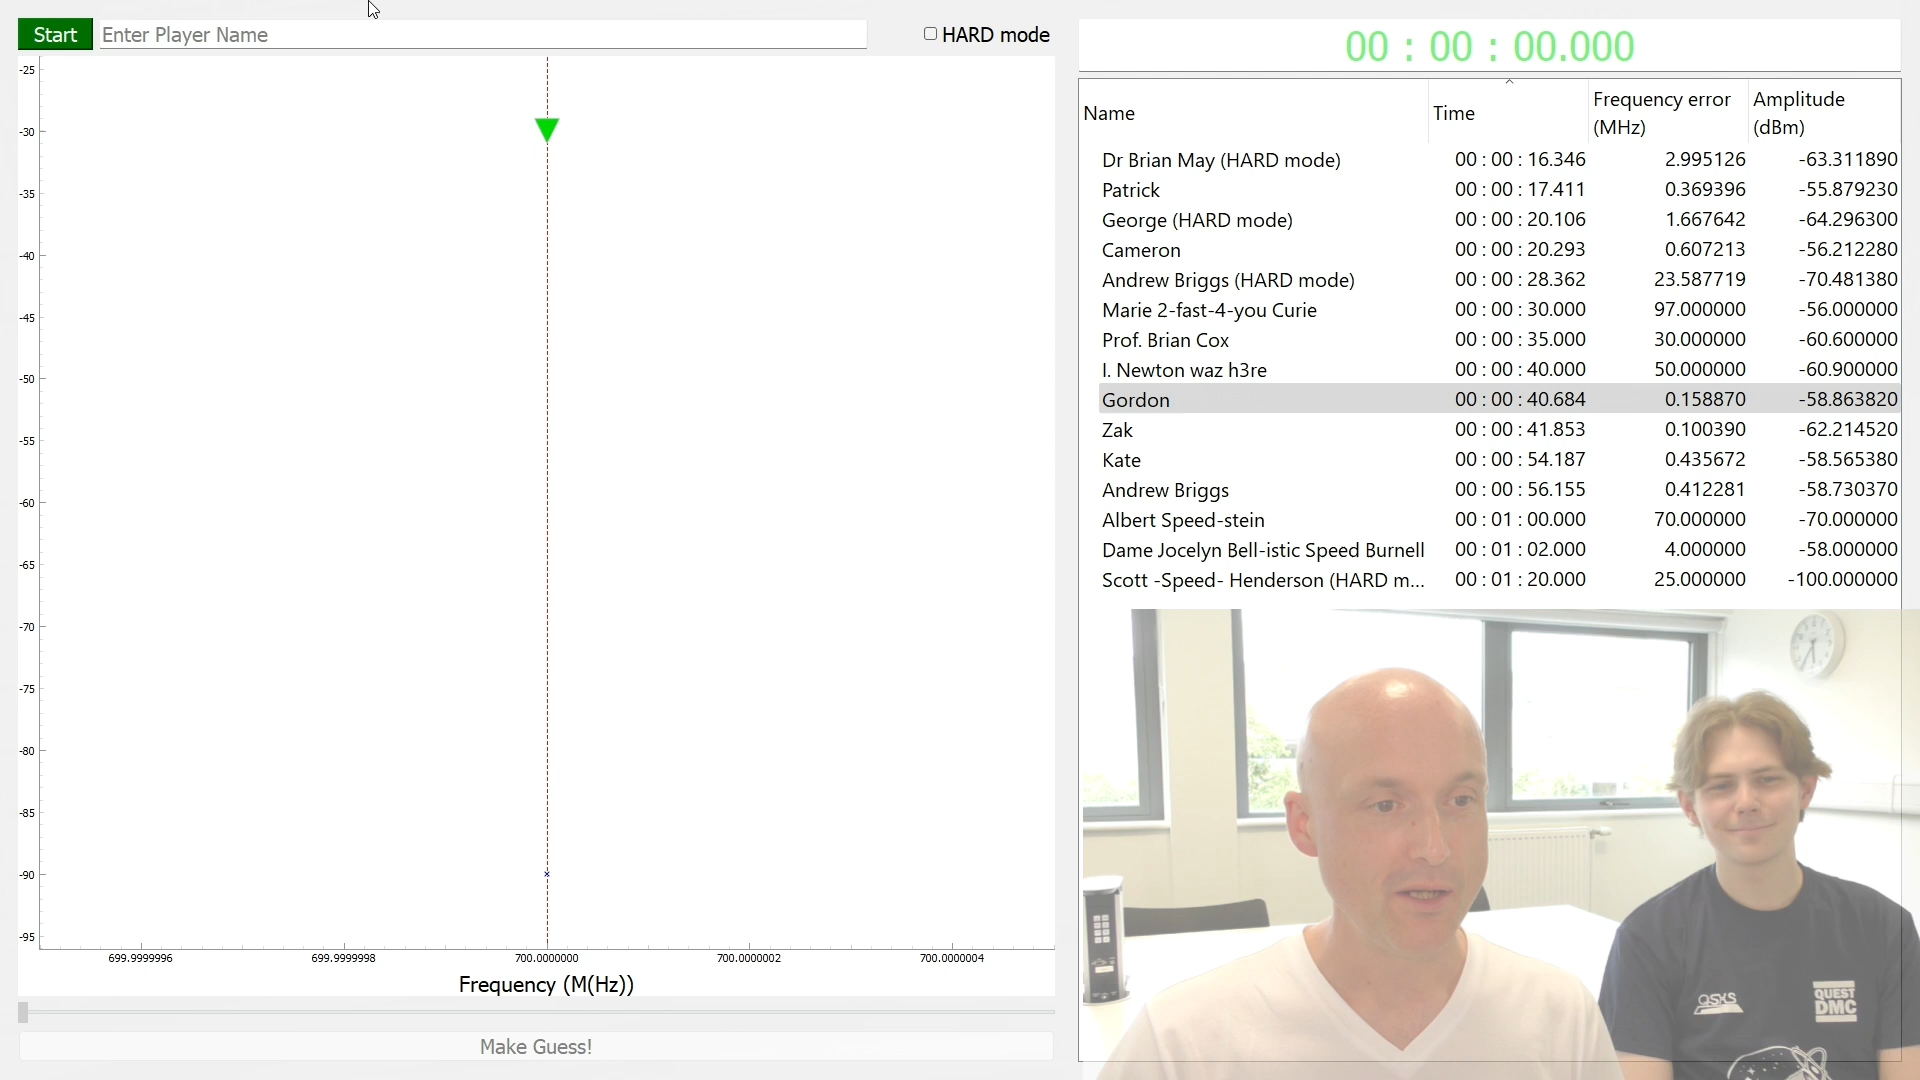 Start
Enter Player Name
HARD mode
00 : 00 : 00.000
-25
-30
-35
-40
-45
-50
-55
-60
-65
-70
-75
-80
-85
-90
-95
699.9999996
699.9999998
700.0000000
700.0000002
700.0000004
Frequency (M(Hz))
Make Guess!
Name Time Frequency error (MHz) Amplitude (dBm)
Dr Brian May (HARD mode) 00 : 00 : 16.346 2.995126 -63.311890
Patrick 00 : 00 : 17.411 0.369396 -55.879230
George (HARD mode) 00 : 00 : 20.106 1.667642 -64.296300
Cameron 00 : 00 : 20.293 0.607213 -56.212280
Andrew Briggs (HARD mode) 00 : 00 : 28.362 23.587719 -70.481380
Marie 2-fast-4-you Curie 00 : 00 : 30.000 97.000000 -56.000000
Prof. Brian Cox 00 : 00 : 35.000 30.000000 -60.600000
I. Newton waz h3re 00 : 00 : 40.000 50.000000 -60.900000
Gordon 00 : 00 : 40.684 0.158870 -58.863820
Zak 00 : 00 : 41.853 0.100390 -62.214520
Kate 00 : 00 : 54.187 0.435672 -58.565380
Andrew Briggs 00 : 00 : 56.155 0.412281 -58.730370
Albert Speed-stein 00 : 01 : 00.000 70.000000 -70.000000
Dame Jocelyn Bell-istic Speed Burnell 00 : 01 : 02.000 4.000000 -58.000000
Scott -Speed- Henderson (HARD m... 00 : 01 : 20.000 25.000000 -100.000000
QSXS
QUEST
DMC